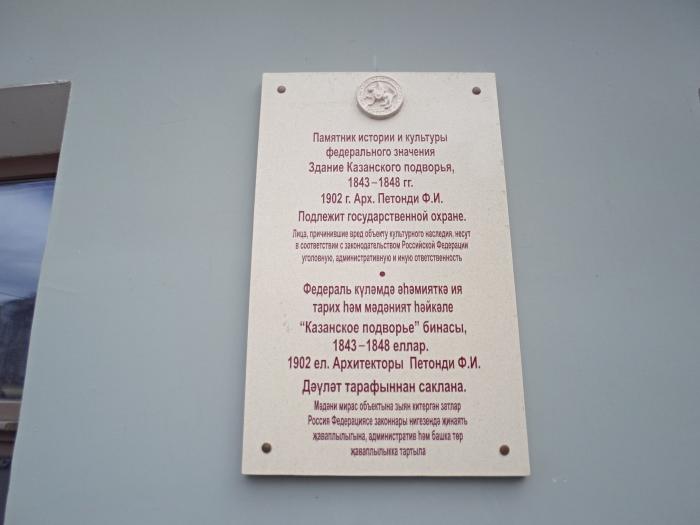 Памятник истории и культуры
федерального значения
Здание Казанского подворья,
1843–1848 гг.
1902 г. Арх. Петонди Ф.И.
Подлежит государственной охране.
Лица, причинившие вред объекту культурного наследия, несут
в соответствии с законодательством Российской Федерации
уголовную, административную и иную ответственность
•
Федераль күләмдә әһәмияткә ия
тарих һәм мәдәният һәйкәле
“Казанское подворье” бинасы,
1843–1848 еллар.
1902 ел. Архитекторы Петонди Ф.И.
Дәүләт тарафыннан саклана.
Мәдәни мирас объектына зыян китергән затлар
Россия Федерациясе законнары нигезендә җинаять
җаваплылыгына, административ һәм башка төр
җаваплылыкка тартыла